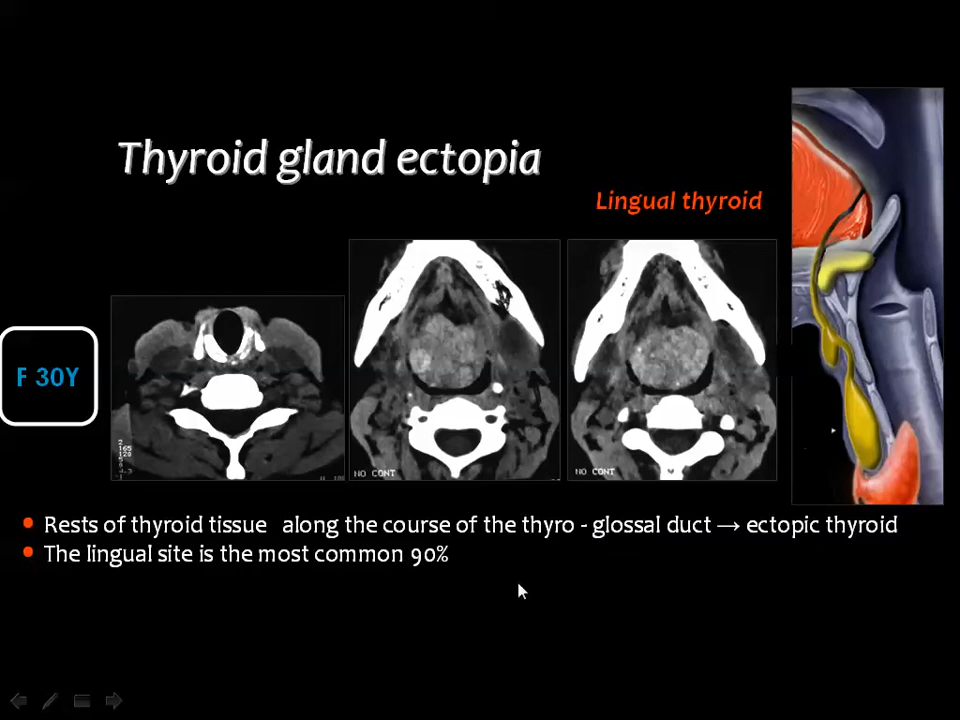 Thyroid gland ectopia
Lingual thyroid
F 30Y
NO CONT
NO CONT
• Rests of thyroid tissue along the course of the thyro - glossal duct → ectopic thyroid
• The lingual site is the most common 90%